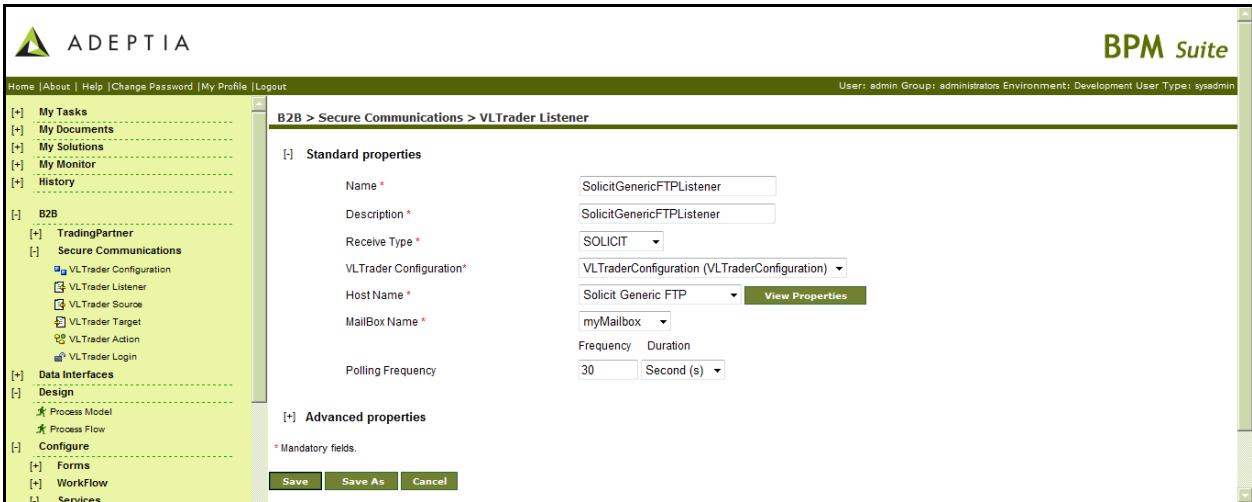 ADEPTIA
BPM Suite
Home |About | Help |Change Password |My Profile |Logout
User: admin Group: administrators Environment: Development User Type: sysadmin
[+] My Tasks
[+] My Documents
[+] My Solutions
[+] My Monitor
[+] History
[-] B2B
[+] TradingPartner
[-] Secure Communications
VLTrader Configuration
VLTrader Listener
VLTrader Source
VLTrader Target
VLTrader Action
VLTrader Login
[+] Data Interfaces
[-] Design
Process Model
Process Flow
[-] Configure
[+] Forms
[+] WorkFlow
[-] Services
B2B > Secure Communications > VLTrader Listener
[-] Standard properties
Name * SolicitGenericFTPListener
Description * SolicitGenericFTPListener
Receive Type * SOLICIT
VLTrader Configuration* VLTraderConfiguration (VLTraderConfiguration)
Host Name * Solicit Generic FTP View Properties
MailBox Name * myMailbox
Frequency Duration
Polling Frequency 30 Second (s)
[+] Advanced properties
* Mandatory fields.
Save Save As Cancel